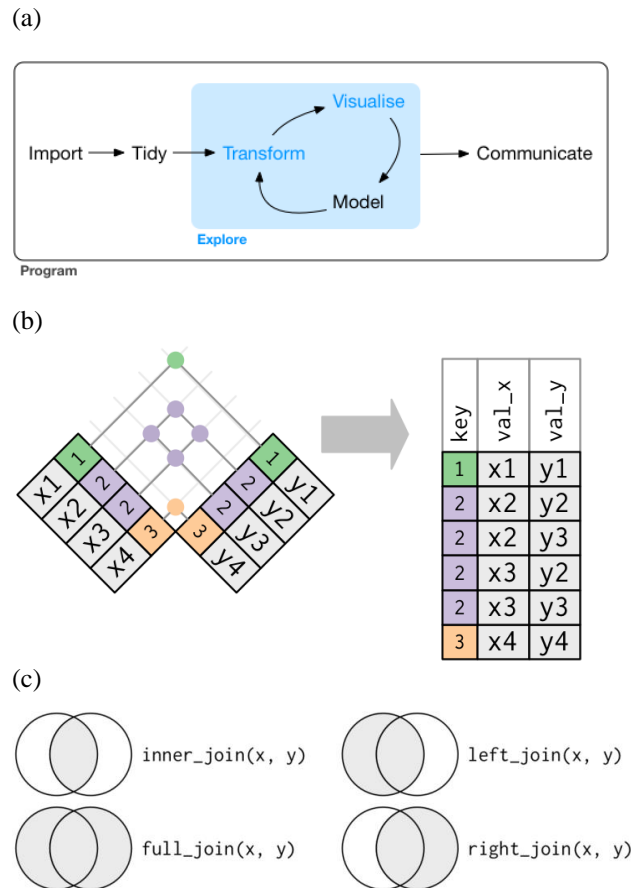 (a)
Visualise
Import Tidy Transform Communicate
Model
Explore
Program
(b)
key val_x val_y
1 1
x1 2 2 y1
x2 2 2 y2
x3 3 3 y3
x4 y4
1 x1 y1
2 x2 y2
2 x2 y3
2 x3 y2
2 x3 y3
3 x4 y4
(c)
inner_join(x, y) left_join(x, y)
full_join(x, y) right_join(x, y)